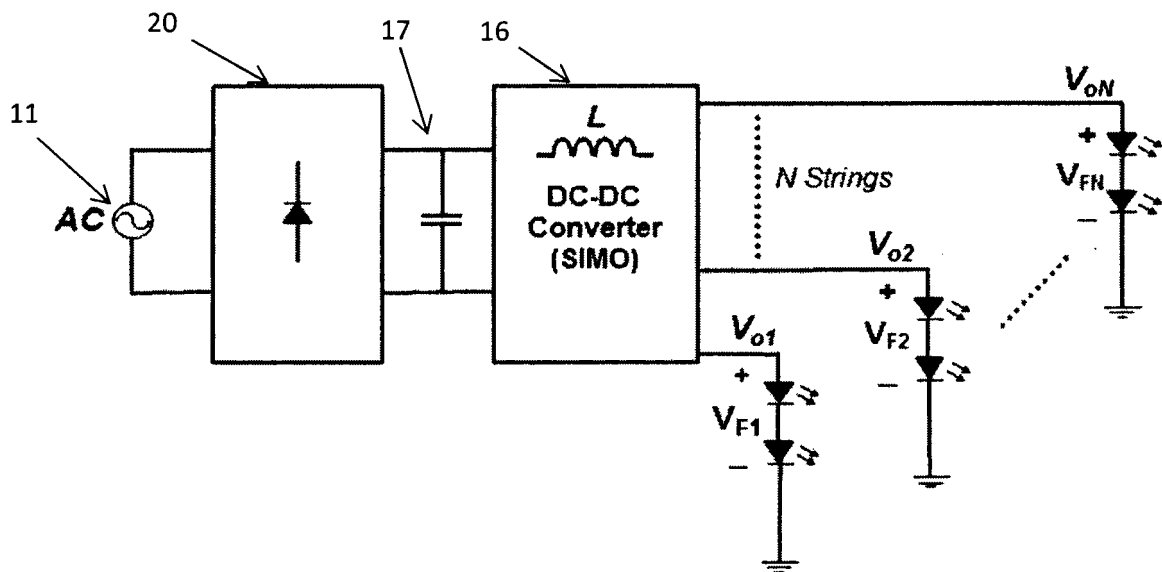 20
17
16
11
AC
L
DC-DC
Converter
(SIMO)
N Strings
VoN
+
VFN
–
Vo2
+
VF2
–
Vo1
+
VF1
–